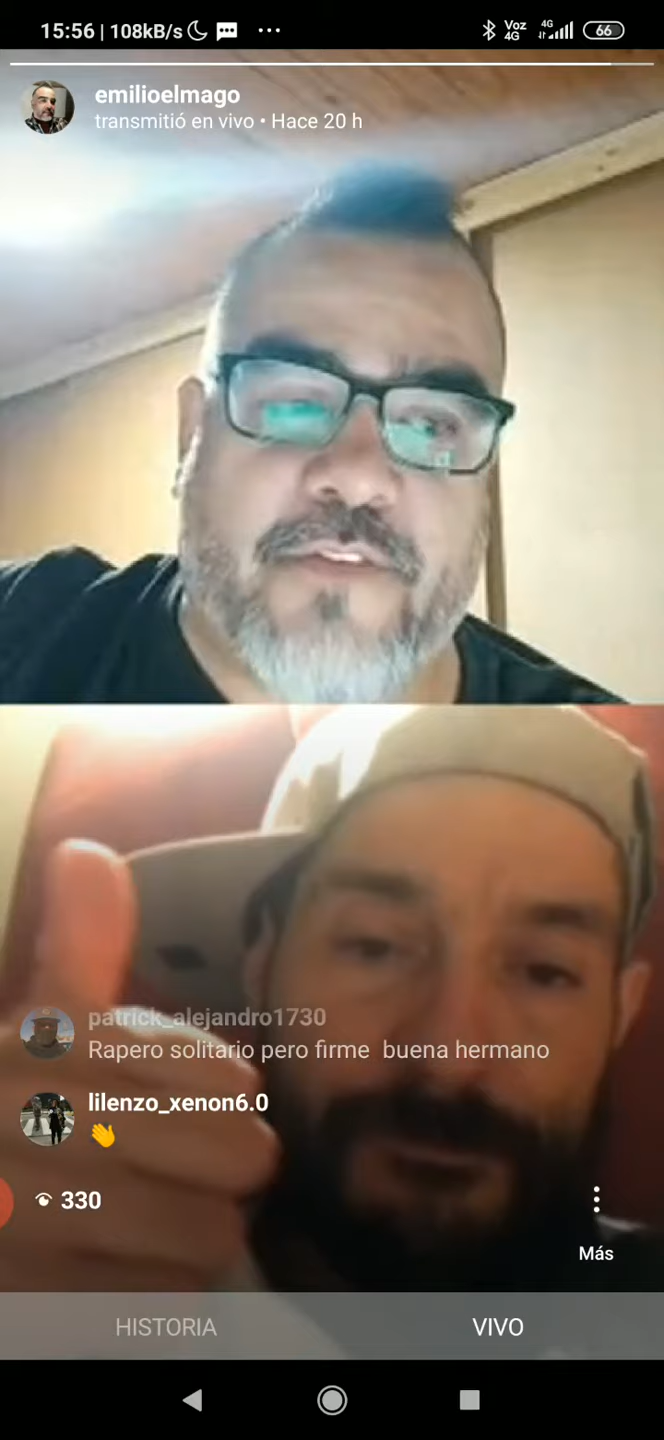 15:56 | 108kB/s ...
Voz 4G 4G 66
emilioelmago
transmitió en vivo • Hace 20 h
patrick_alejandro1730
Rapero solitario pero firme buena hermano
lilenzo_xenon6.0
👋
330
Más
HISTORIA VIVO